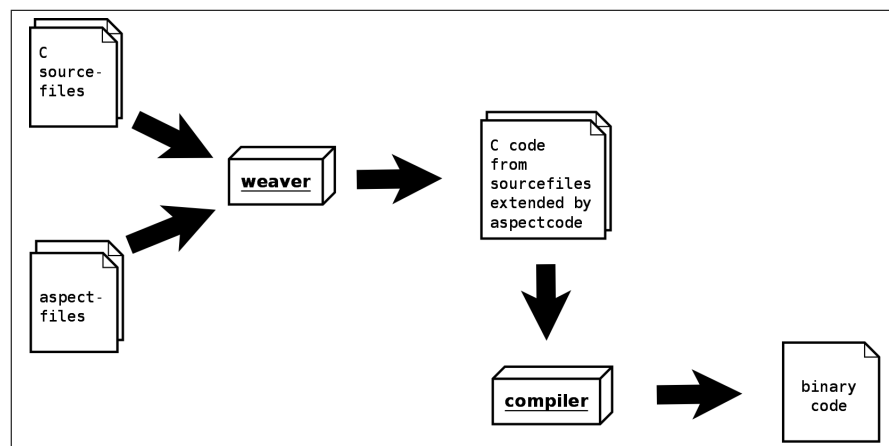 C
source-
files
aspect-
files
weaver
C code
from
sourcefiles
extended by
aspectcode
compiler
binary
code